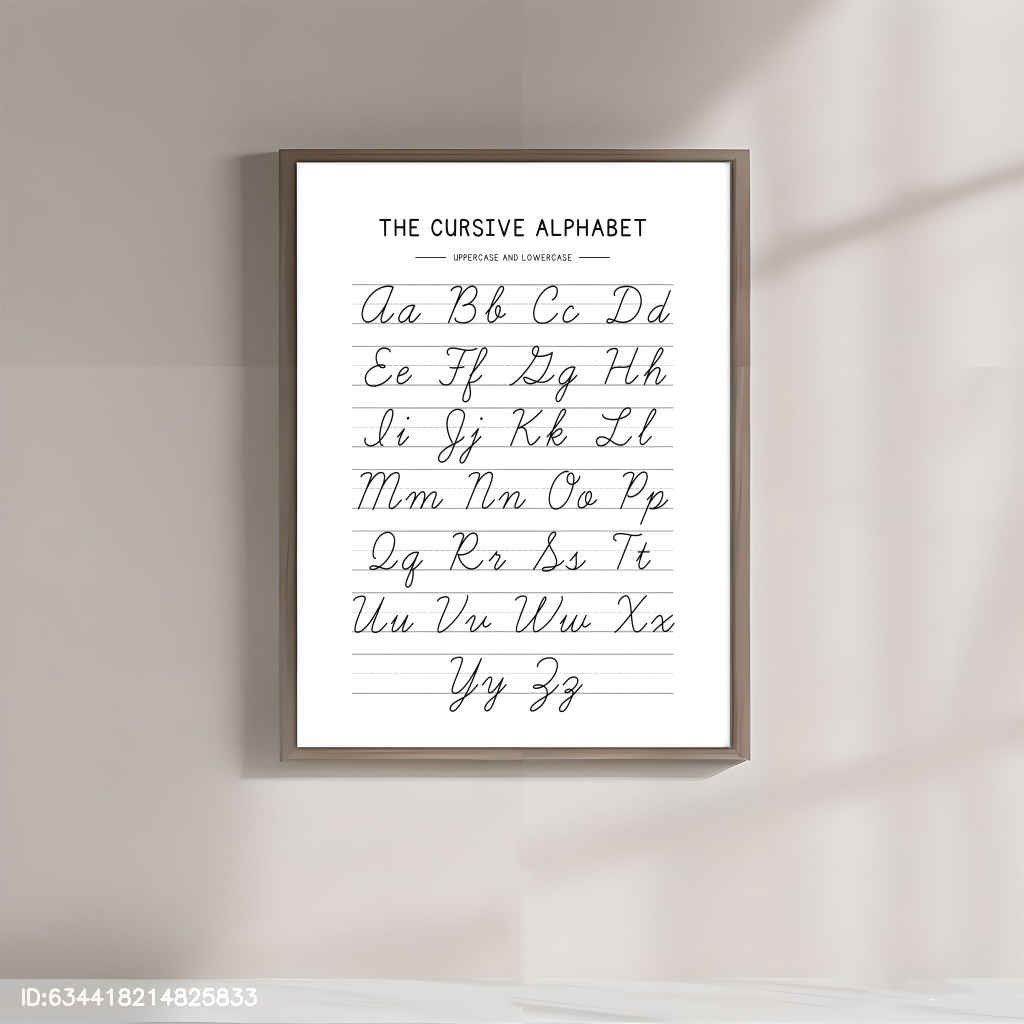 THE CURSIVE ALPHABET
UPPERCASE AND LOWERCASE
Aa Bb Cc Dd
Ee Ff Gg Hh
Ii Jj Kk Ll
Mm Nn Oo Pp
Qq Rr Ss Tt
Uu Vv Ww Xx
Yy Zz
ID:634418214825833